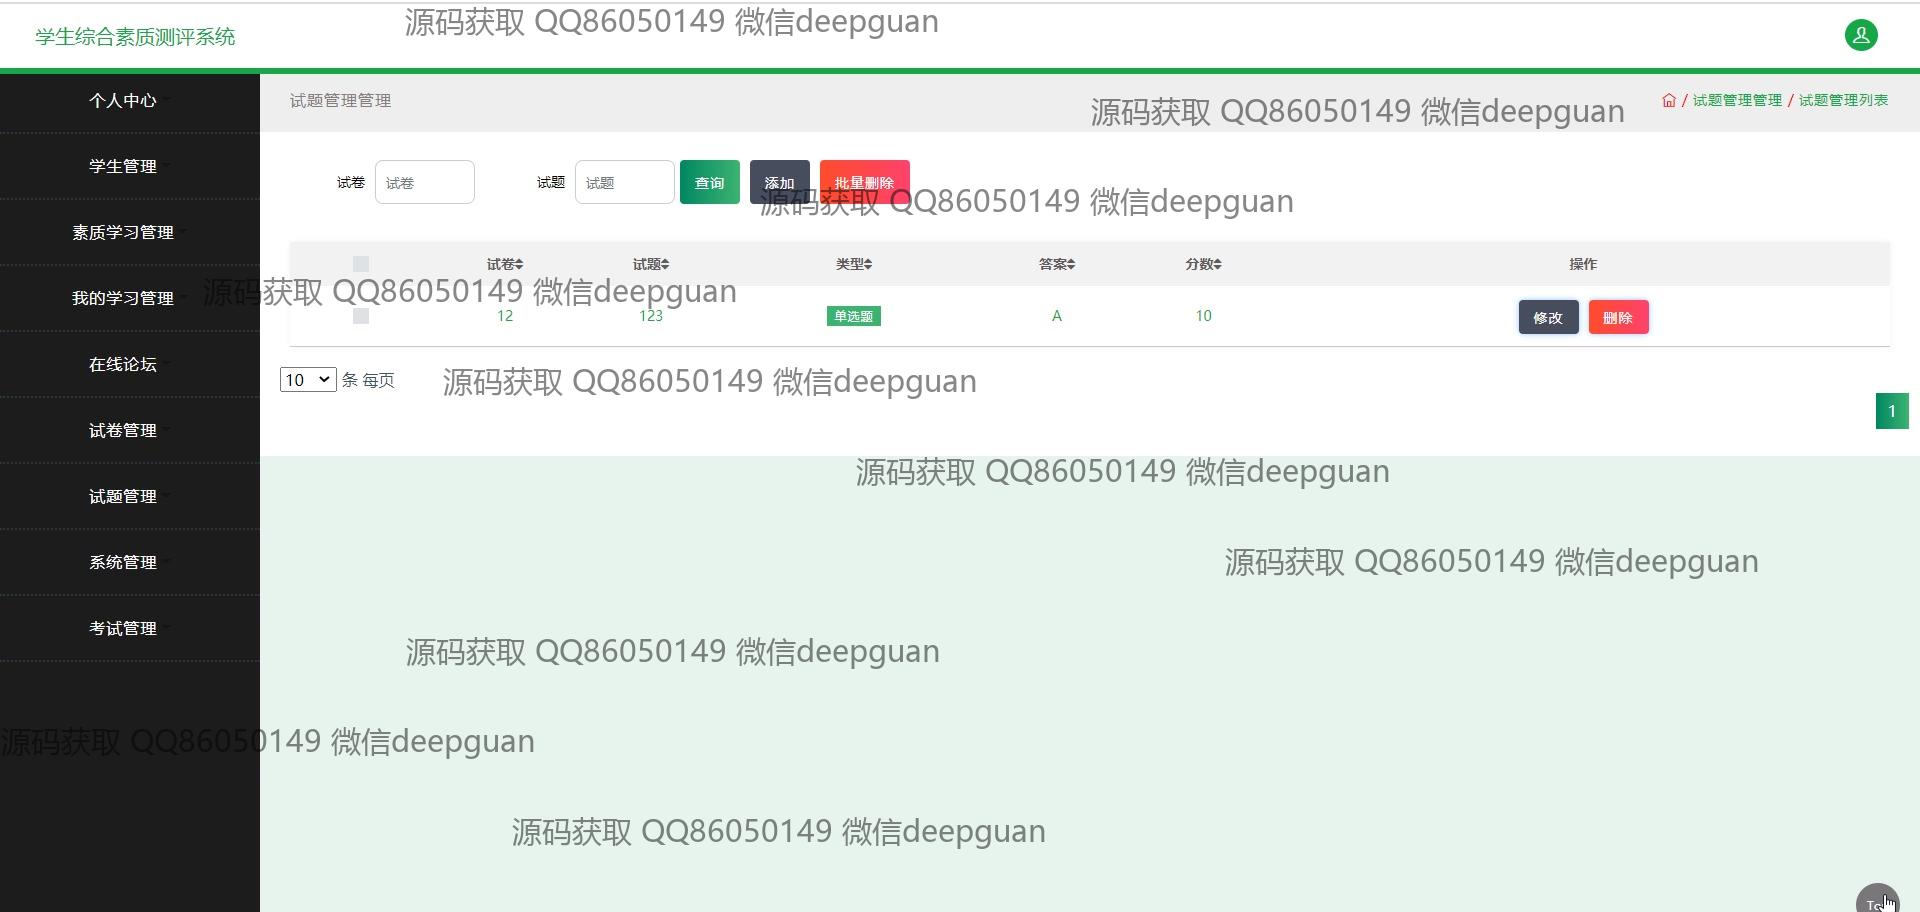 源码获取 QQ86050149 微信deepguan
学生综合素质测评系统
个人中心
试题管理管理
源码获取 QQ86050149 微信deepguan
/ 试题管理管理 / 试题管理列表
学生管理
试卷 试卷 试题 试题 查询 添加 批量删除
源码获取 QQ86050149 微信deepguan
素质学习管理
试卷 试题 类型 答案 分数 操作
我的学习管理
源码获取 QQ86050149 微信deepguan
12 123 单选题 A 10 修改 删除
在线论坛
10 条 每页
源码获取 QQ86050149 微信deepguan
1
试卷管理
源码获取 QQ86050149 微信deepguan
试题管理
系统管理
源码获取 QQ86050149 微信deepguan
考试管理
源码获取 QQ86050149 微信deepguan
源码获取 QQ86050149 微信deepguan
源码获取 QQ86050149 微信deepguan